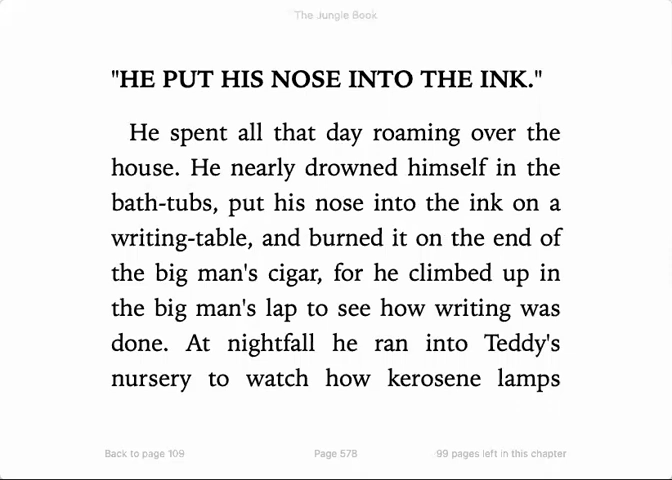 The Jungle Book
"HE PUT HIS NOSE INTO THE INK."
He spent all that day roaming over the
house. He nearly drowned himself in the
bath-tubs, put his nose into the ink on a
writing-table, and burned it on the end of
the big man's cigar, for he climbed up in
the big man's lap to see how writing was
done. At nightfall he ran into Teddy's
nursery to watch how kerosene lamps
Back to page 109
Page 578
99 pages left in this chapter